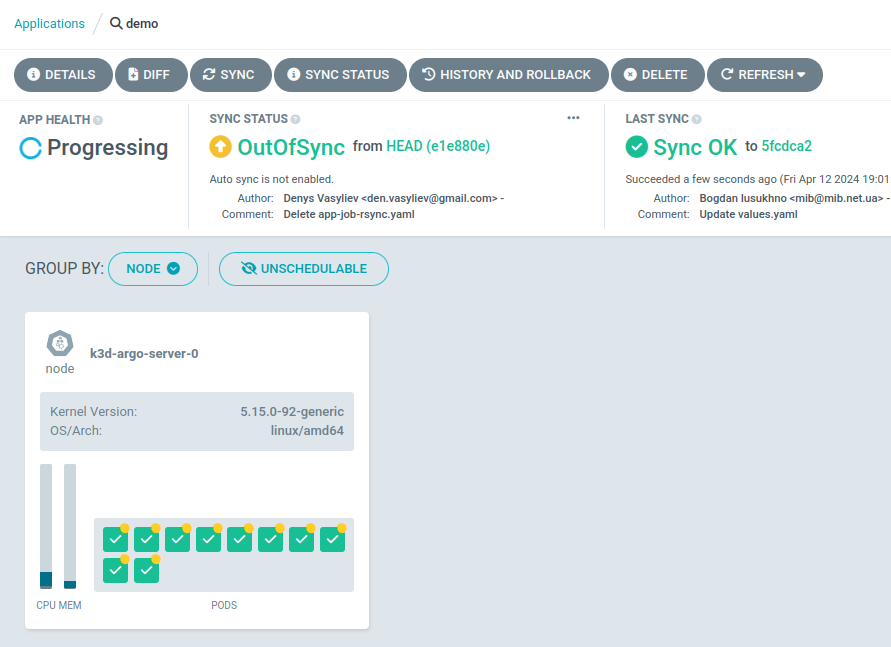 Applications / demo
DETAILS DIFF SYNC SYNC STATUS HISTORY AND ROLLBACK DELETE REFRESH
APP HEALTH
Progressing
SYNC STATUS
OutOfSync from HEAD (e1e880e)
Auto sync is not enabled.
Author: Denys Vasyliev <den.vasyliev@gmail.com> -
Comment: Delete app-job-rsync.yaml
LAST SYNC
Sync OK to 5fcdca2
Succeeded a few seconds ago (Fri Apr 12 2024 19:01
Author: Bogdan Iusukhno <mib@mib.net.ua> -
Comment: Update values.yaml
GROUP BY: NODE UNSCHEDULABLE
k3d-argo-server-0
node
Kernel Version: 5.15.0-92-generic
OS/Arch: linux/amd64
CPU MEM PODS